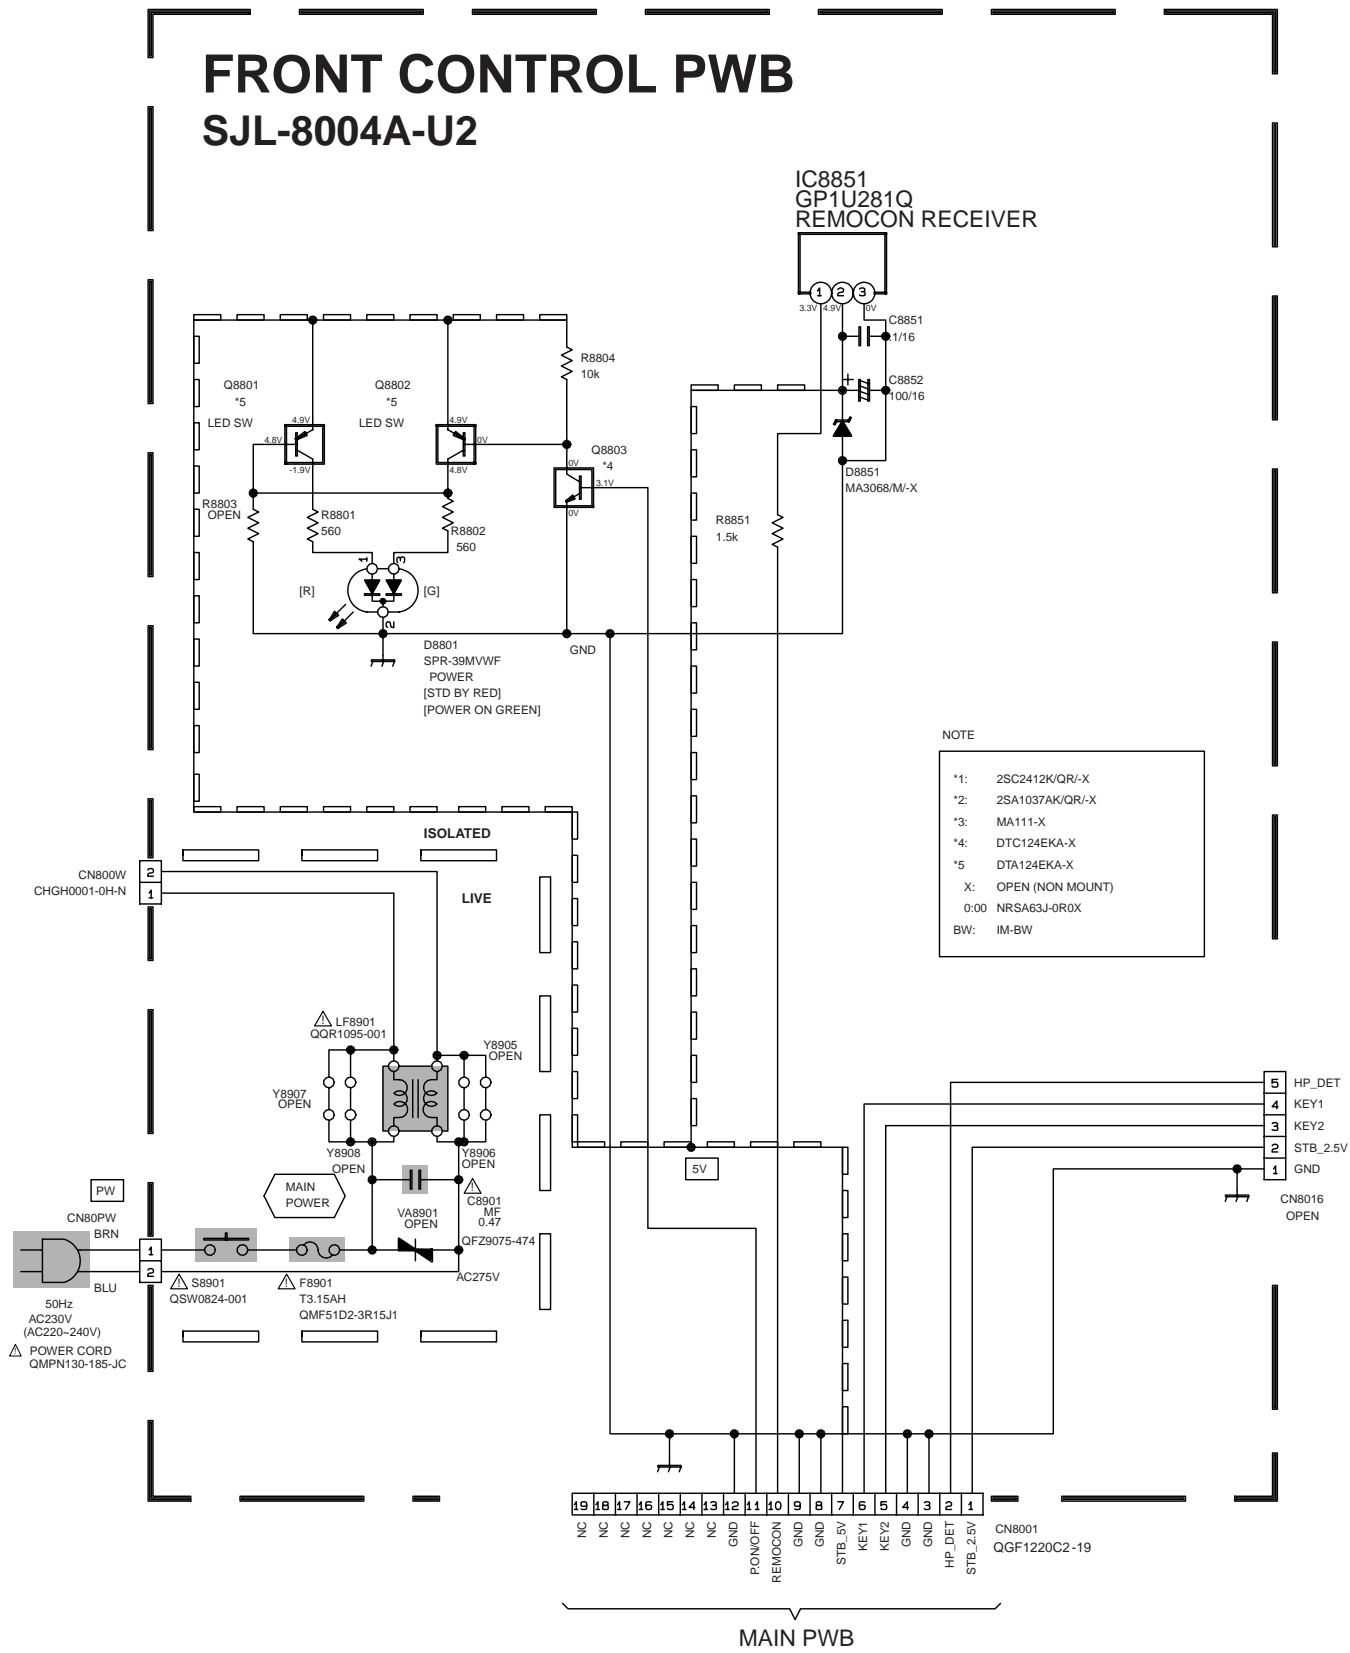 FRONT CONTROL PWB
SJL-8004A-U2
IC8851
GP1U281Q
REMOCON RECEIVER
1 2 3
3.3V 4.9V 0V
C8851
.1/16
+
C8852
100/16
D8851
MA3068/M/-X
R8851
1.5k
R8804
10k
Q8801
*5
LED SW
4.9V
4.8V
-1.9V
Q8802
*5
LED SW
4.9V
0V
4.8V
Q8803
*4
0V
3.1V
0V
R8803
OPEN
R8801
560
R8802
560
1
3
[R]
[G]
2
D8801
SPR-39MVWF
POWER
[STD BY RED]
[POWER ON GREEN]
GND
NOTE
*1: 2SC2412K/QR/-X
*2: 2SA1037AK/QR/-X
*3: MA111-X
*4: DTC124EKA-X
*5 DTA124EKA-X
X: OPEN (NON MOUNT)
0:00 NRSA63J-0R0X
BW: IM-BW
ISOLATED
LIVE
CN800W
CHGH0001-0H-N
2
1
! LF8901
QQR1095-001
Y8905
OPEN
Y8907
OPEN
Y8908
OPEN
Y8906
OPEN
MAIN
POWER
! C8901
MF
0.47
QFZ9075-474
VA8901
OPEN
AC275V
PW
CN80PW
BRN
1
2
BLU
! S8901
QSW0824-001
! F8901
T3.15AH
QMF51D2-3R15J1
50Hz
AC230V
(AC220~240V)
! POWER CORD
QMPN130-185-JC
5V
5 HP_DET
4 KEY1
3 KEY2
2 STB_2.5V
1 GND
CN8016
OPEN
19 18 17 16 15 14 13 12 11 10 9 8 7 6 5 4 3 2 1
NC NC NC NC NC NC NC GND P.ON/OFF REMOCON GND GND STB_5V KEY1 KEY2 GND GND HP_DET STB_2.5V
CN8001
QGF1220C2-19
MAIN PWB